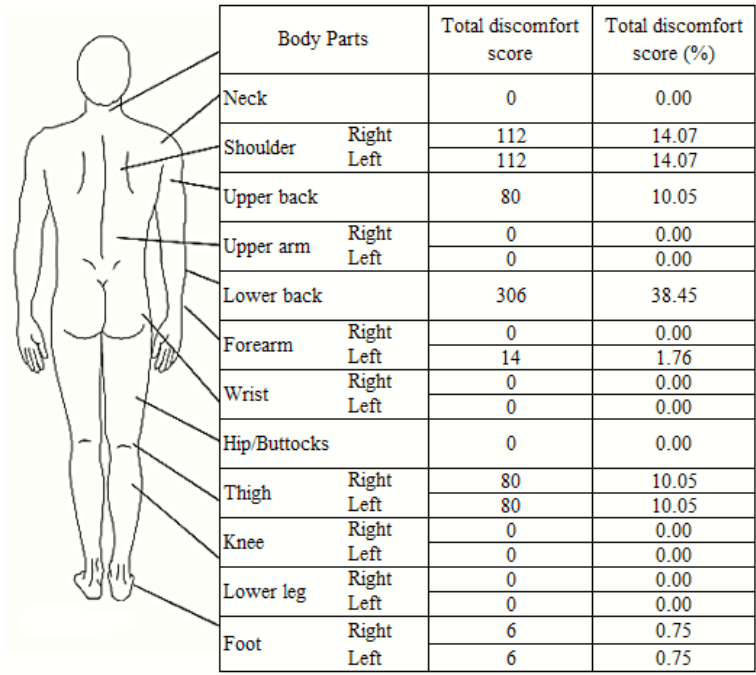 Body Parts Total discomfort score Total discomfort score (%)
Neck 0 0.00
Shoulder Right 112 14.07
Left 112 14.07
Upper back 80 10.05
Upper arm Right 0 0.00
Left 0 0.00
Lower back 306 38.45
Forearm Right 0 0.00
Left 14 1.76
Wrist Right 0 0.00
Left 0 0.00
Hip/Buttocks 0 0.00
Thigh Right 80 10.05
Left 80 10.05
Knee Right 0 0.00
Left 0 0.00
Lower leg Right 0 0.00
Left 0 0.00
Foot Right 6 0.75
Left 6 0.75